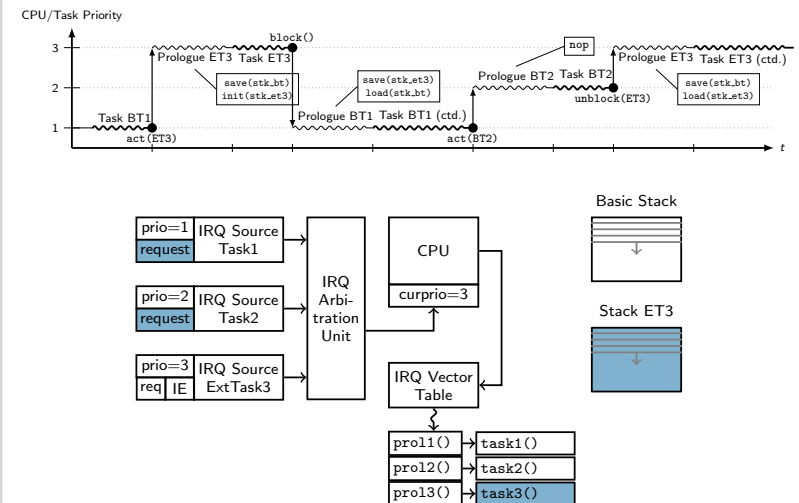 CPU/Task Priority
3
2
1
Task BT1
act(ET3)
Prologue ET3
Task ET3
block()
save(stk_bt)
init(stk_et3)
Prologue BT1
Task BT1 (ctd.)
save(stk_et3)
load(stk_bt)
act(BT2)
Prologue BT2
Task BT2
nop
unblock(ET3)
Prologue ET3
Task ET3 (ctd.)
save(stk_bt)
load(stk_et3)
t
prio=1
request
IRQ Source
Task1
prio=2
request
IRQ Source
Task2
prio=3
req
IE
IRQ Source
ExtTask3
IRQ
Arbi-
tration
Unit
CPU
curprio=3
IRQ Vector
Table
prol1()
task1()
prol2()
task2()
prol3()
task3()
Basic Stack
Stack ET3